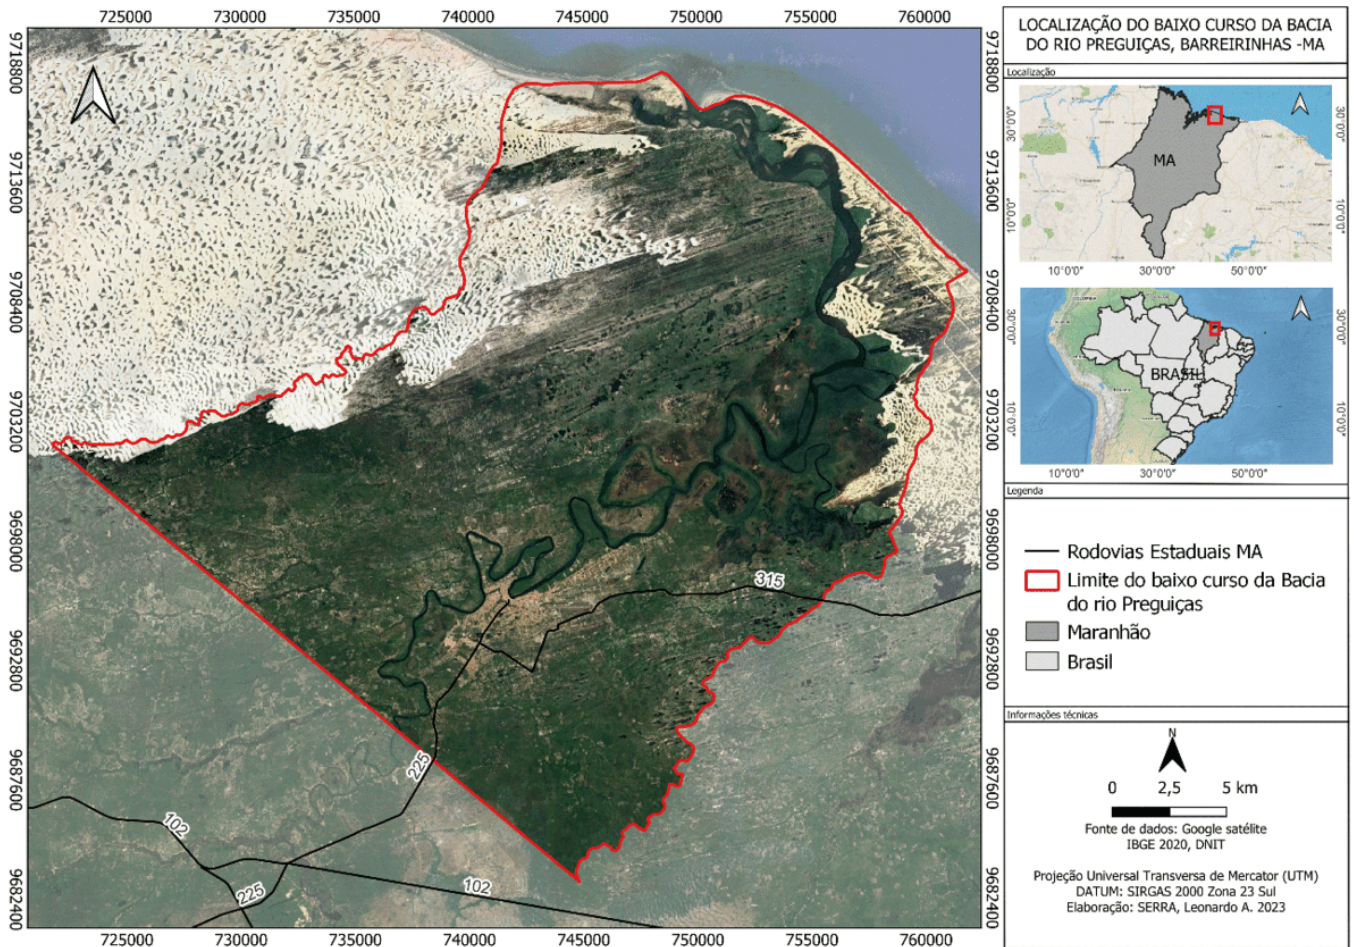 725000 730000 735000 740000 745000 750000 755000 760000
9718800
9713600
9708400
9703200
9698000
9692800
9687600
9682400
315
225
102
225
102
9718800
9713600
9708400
9703200
9698000
9692800
9687600
9682400
725000 730000 735000 740000 745000 750000 755000 760000
LOCALIZAÇÃO DO BAIXO CURSO DA BACIA
DO RIO PREGUIÇAS, BARREIRINHAS -MA
Localização
MA
30°0'0"
10°0'0"
30°0'0"
10°0'0"
10°0'0" 30°0'0" 50°0'0"
BRASIL
30°0'0"
10°0'0"
30°0'0"
10°0'0"
10°0'0" 30°0'0" 50°0'0"
Legenda
Rodovias Estaduais MA
Limite do baixo curso da Bacia
do rio Preguiças
Maranhão
Brasil
Informações técnicas
N
0 2,5 5 km
Fonte de dados: Google satélite
IBGE 2020, DNIT
Projeção Universal Transversa de Mercator (UTM)
DATUM: SIRGAS 2000 Zona 23 Sul
Elaboração: SERRA, Leonardo A. 2023